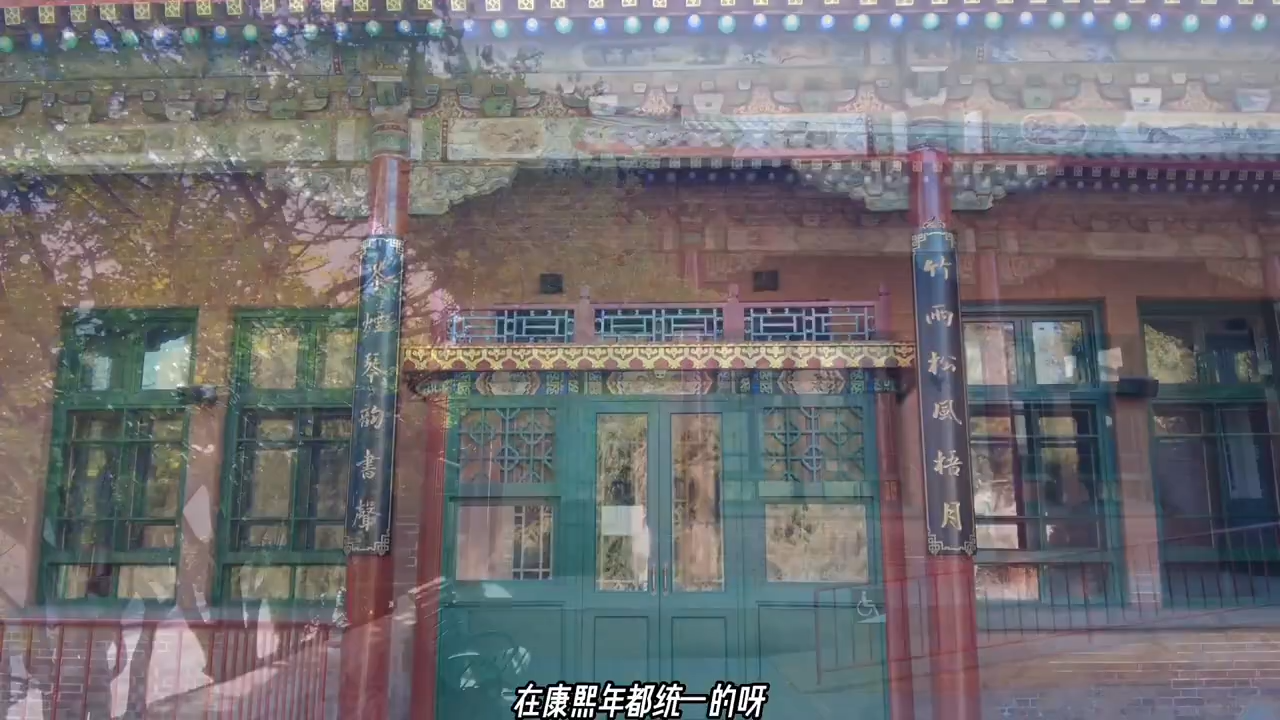 竹雨松風梧月
茶煙琴韵書聲
在康熙年都统一的呀